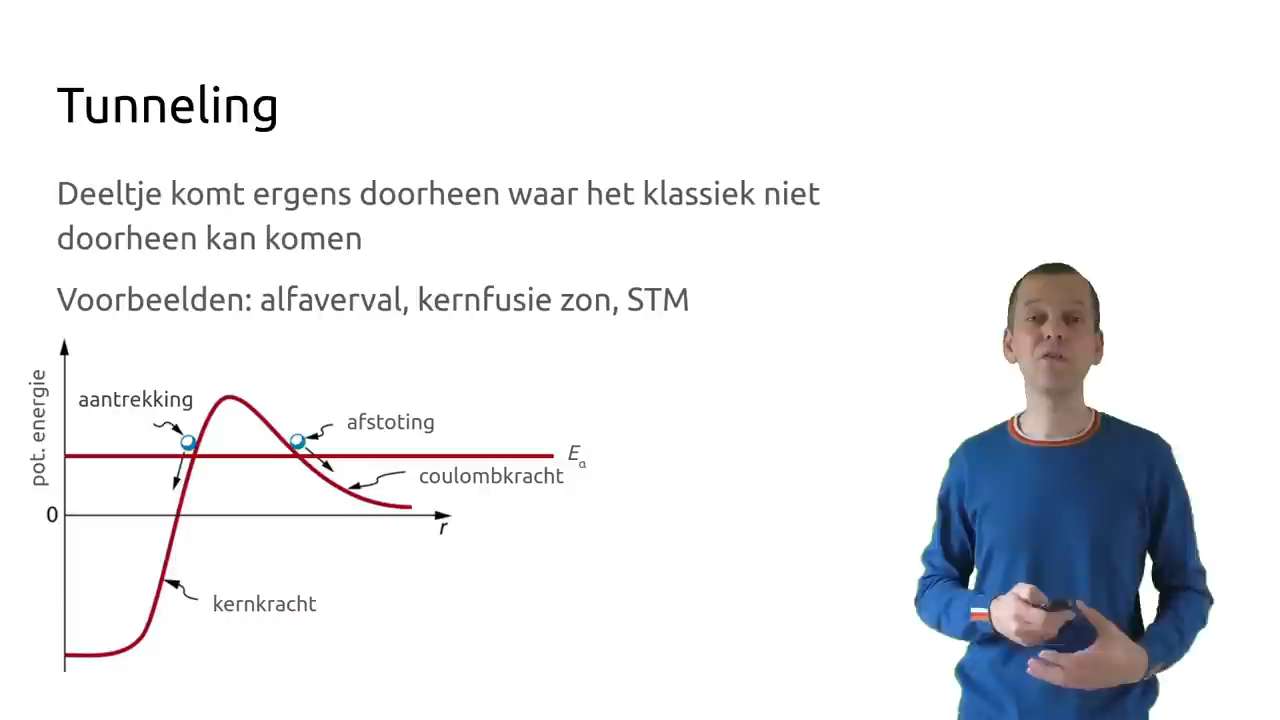 Tunneling
Deeltje komt ergens doorheen waar het klassiek niet
doorheen kan komen
Voorbeelden: alfaverval, kernfusie zon, STM
pot. energie
aantrekking
afstoting
Eα
coulombkracht
0
r
kernkracht